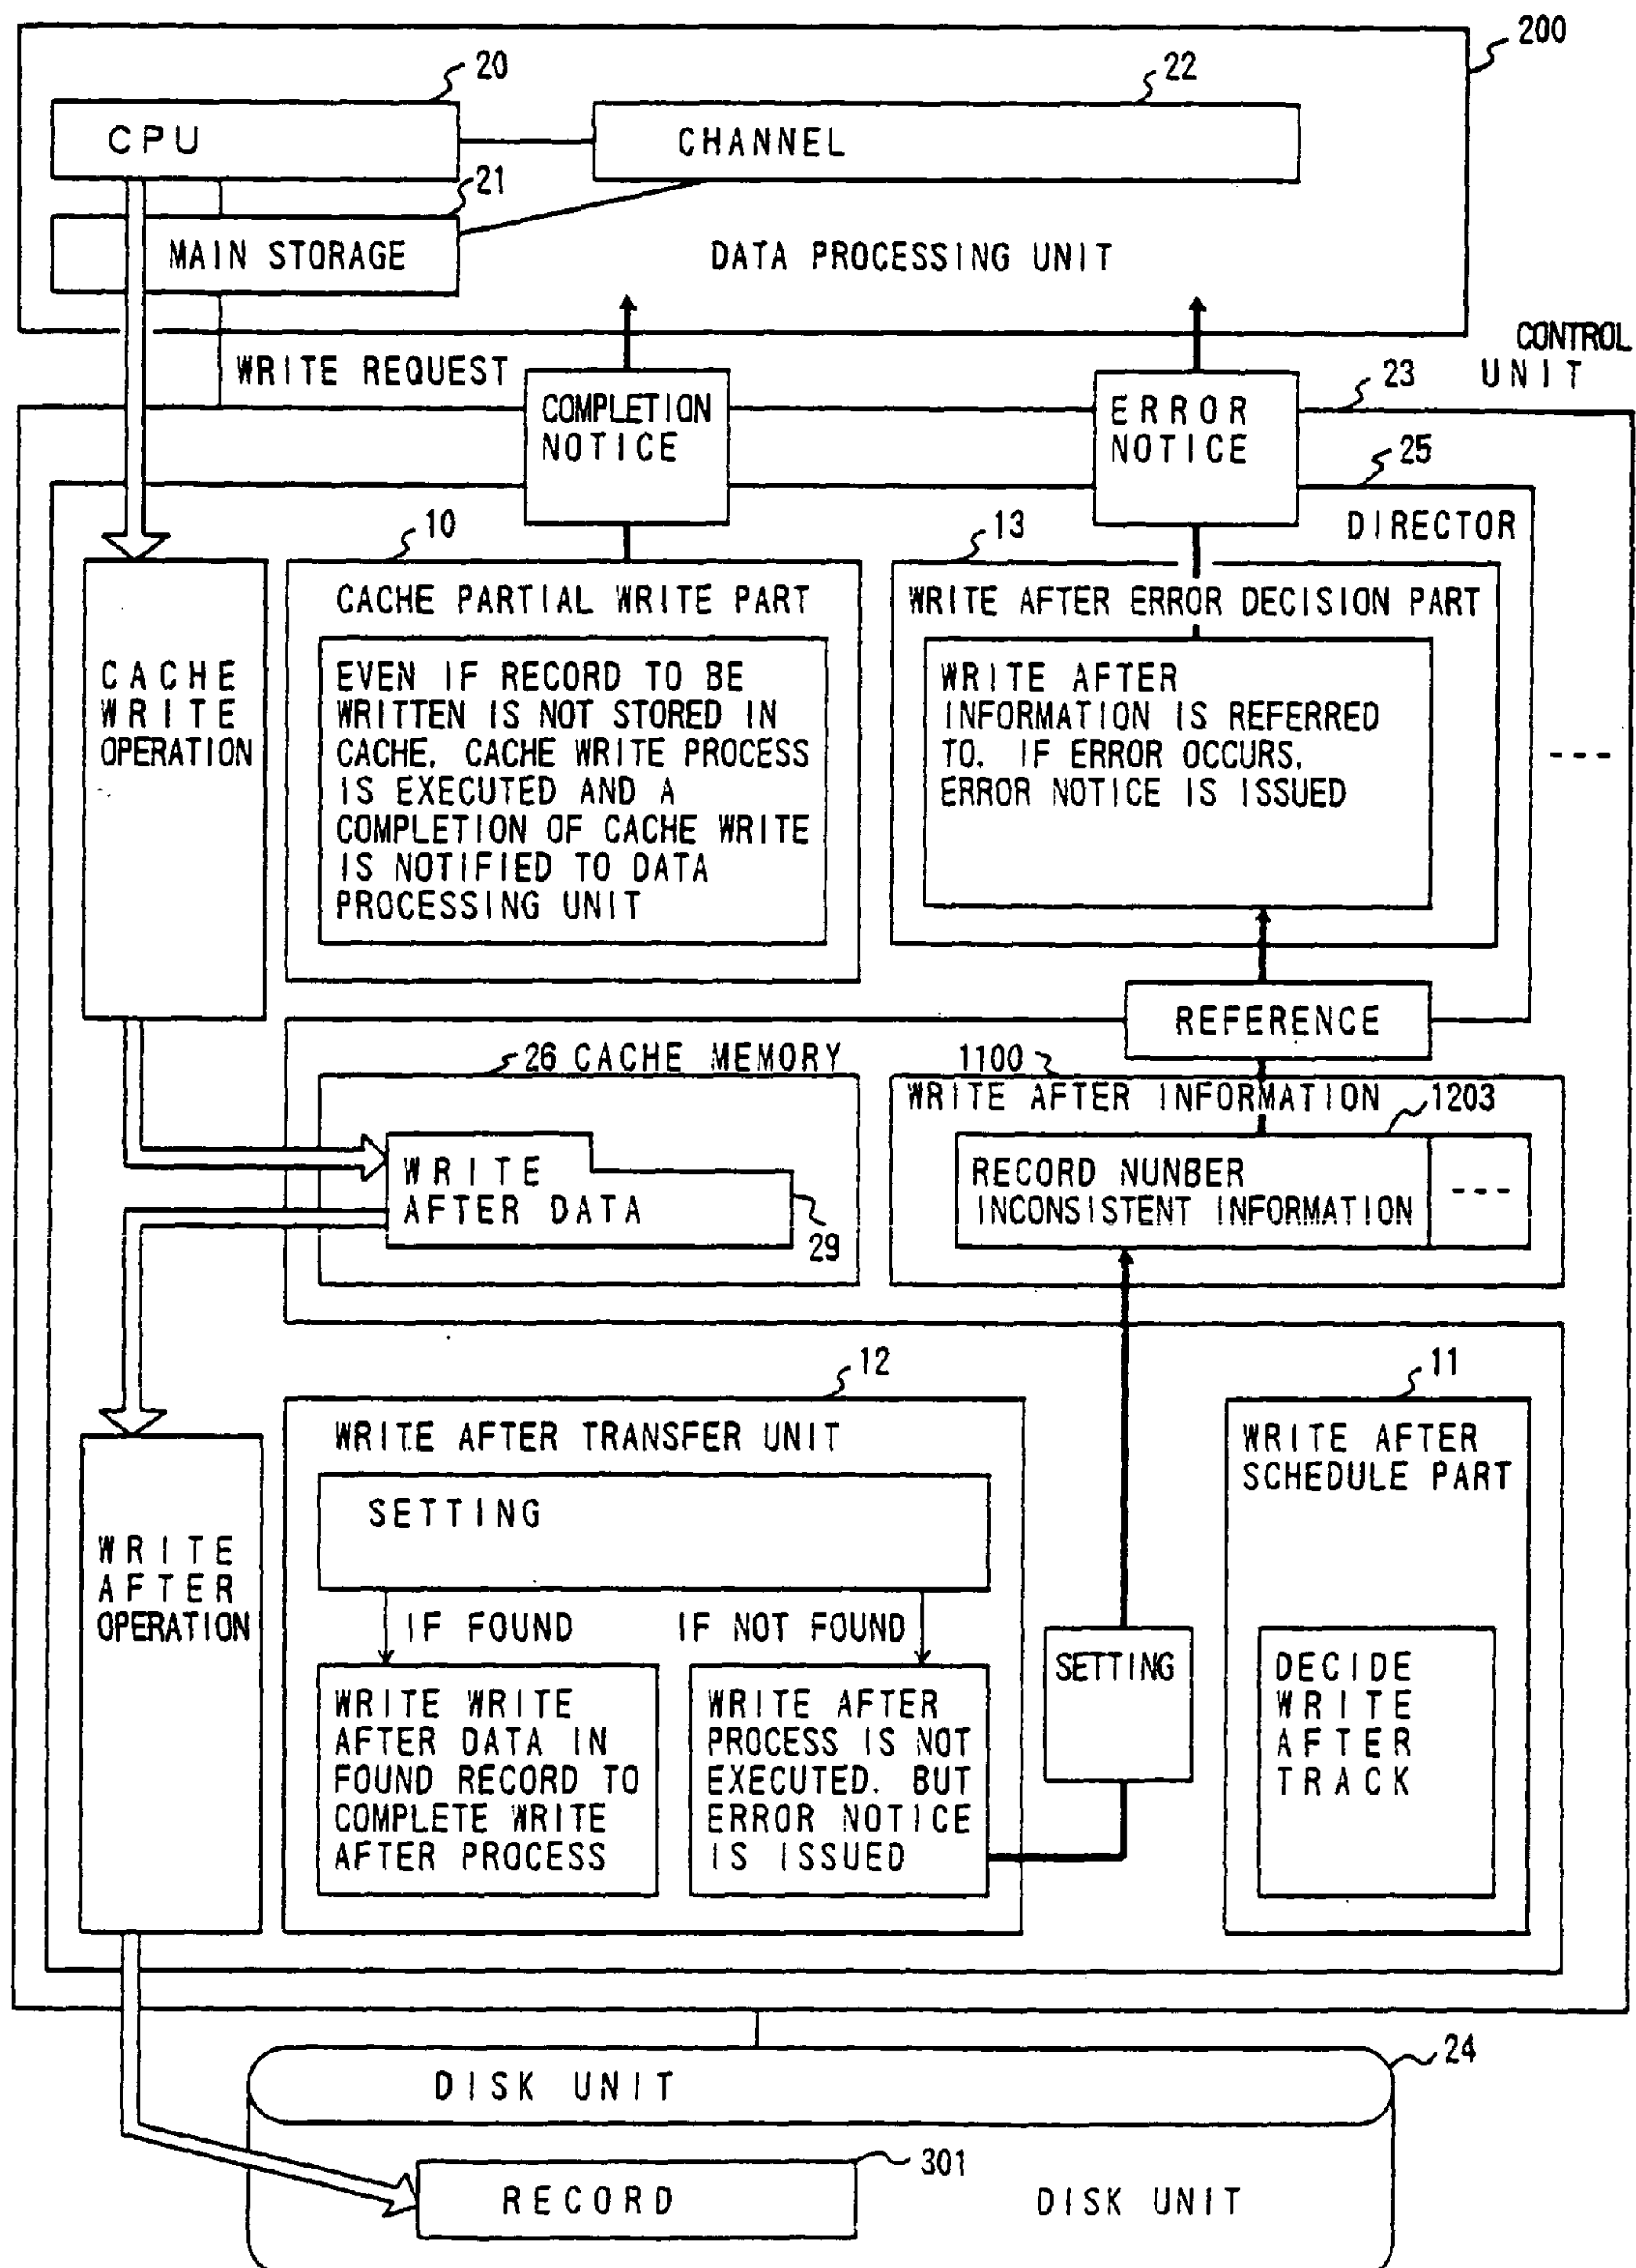 200
20
22
CPU
CHANNEL
21
MAIN STORAGE
DATA PROCESSING UNIT
CONTROL
UNIT
WRITE REQUEST
23
COMPLETION
NOTICE
ERROR
NOTICE
25
DIRECTOR
10
13
CACHE PARTIAL WRITE PART
WRITE AFTER ERROR DECISION PART
CACHE
WRITE
OPERATION
EVEN IF RECORD TO BE
WRITTEN IS NOT STORED IN
CACHE. CACHE WRITE PROCESS
IS EXECUTED AND A
COMPLETION OF CACHE WRITE
IS NOTIFIED TO DATA
PROCESSING UNIT
WRITE AFTER
INFORMATION IS REFERRED
TO. IF ERROR OCCURS.
ERROR NOTICE IS ISSUED
---
REFERENCE
26 CACHE MEMORY
1100
WRITE AFTER INFORMATION
1203
WRITE
AFTER DATA
29
RECORD NUNBER
INCONSISTENT INFORMATION
---
12
11
WRITE AFTER TRANSFER UNIT
WRITE AFTER
SCHEDULE PART
SETTING
WRITE
AFTER
OPERATION
IF FOUND
IF NOT FOUND
WRITE WRITE
AFTER DATA IN
FOUND RECORD TO
COMPLETE WRITE
AFTER PROCESS
WRITE AFTER
PROCESS IS NOT
EXECUTED. BUT
ERROR NOTICE
IS ISSUED
SETTING
DECIDE
WRITE
AFTER
TRACK
24
DISK UNIT
301
RECORD
DISK UNIT